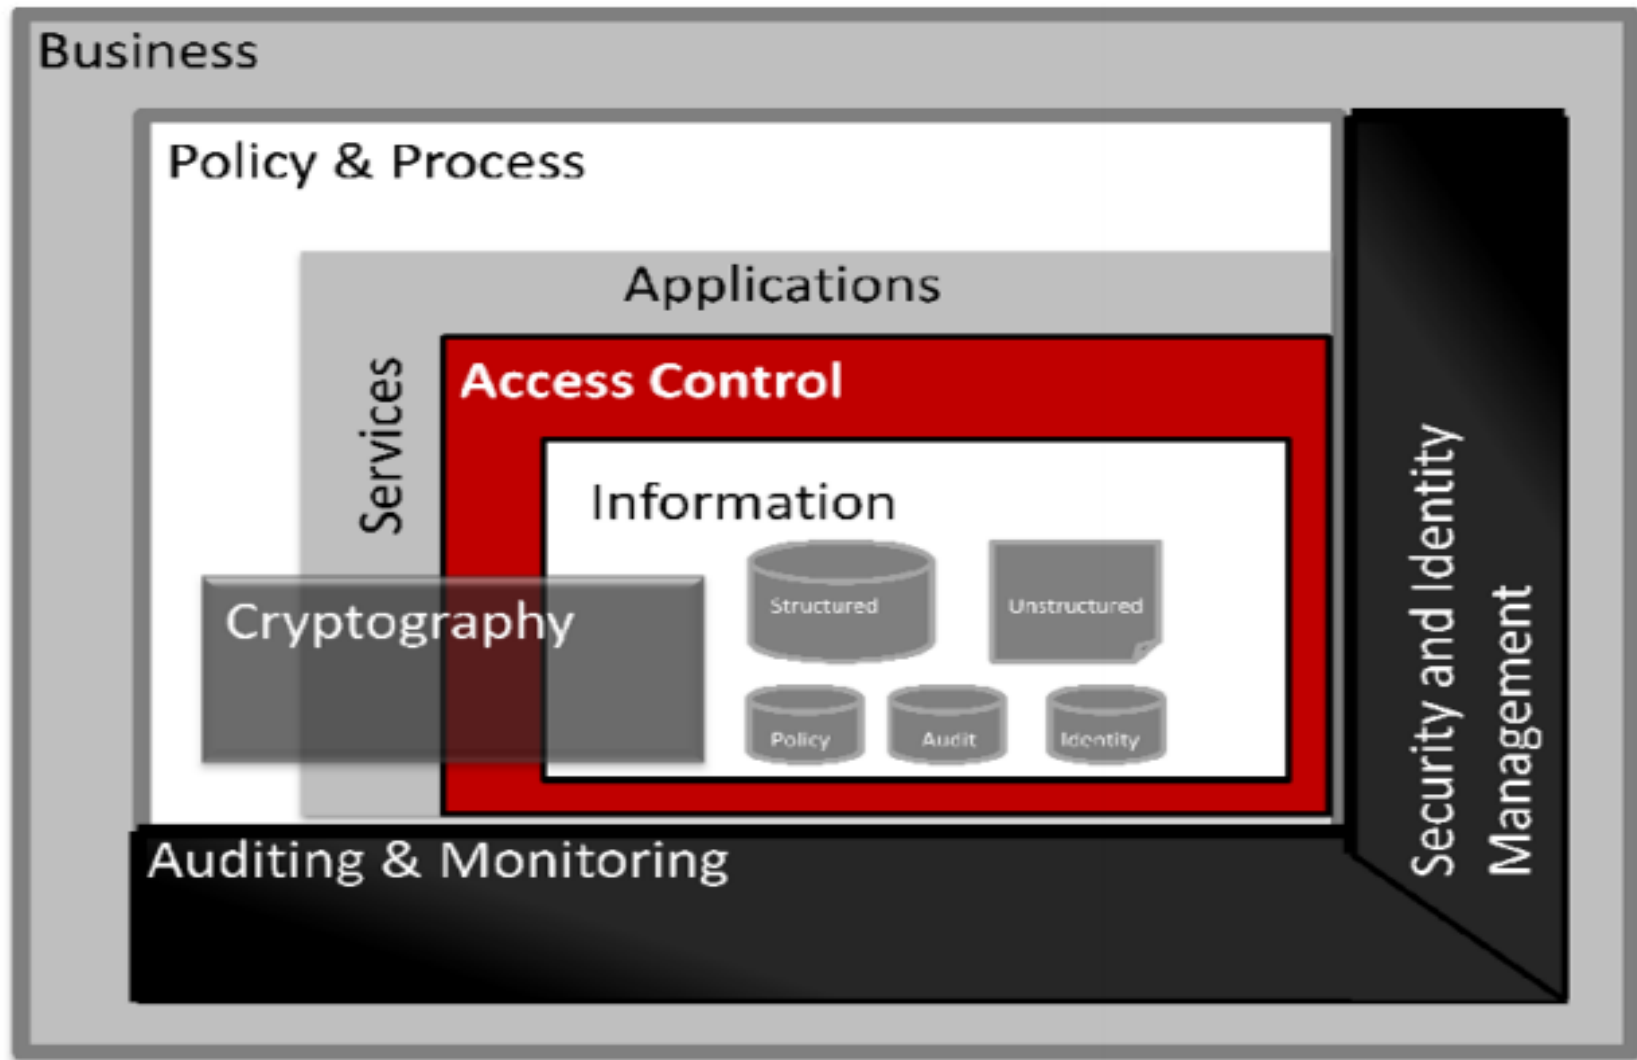 Business
Policy & Process
Applications
Services
Access Control
Information
Structured
Unstructured
Cryptography
Policy
Audit
Identity
Auditing & Monitoring
Security and Identity
Management